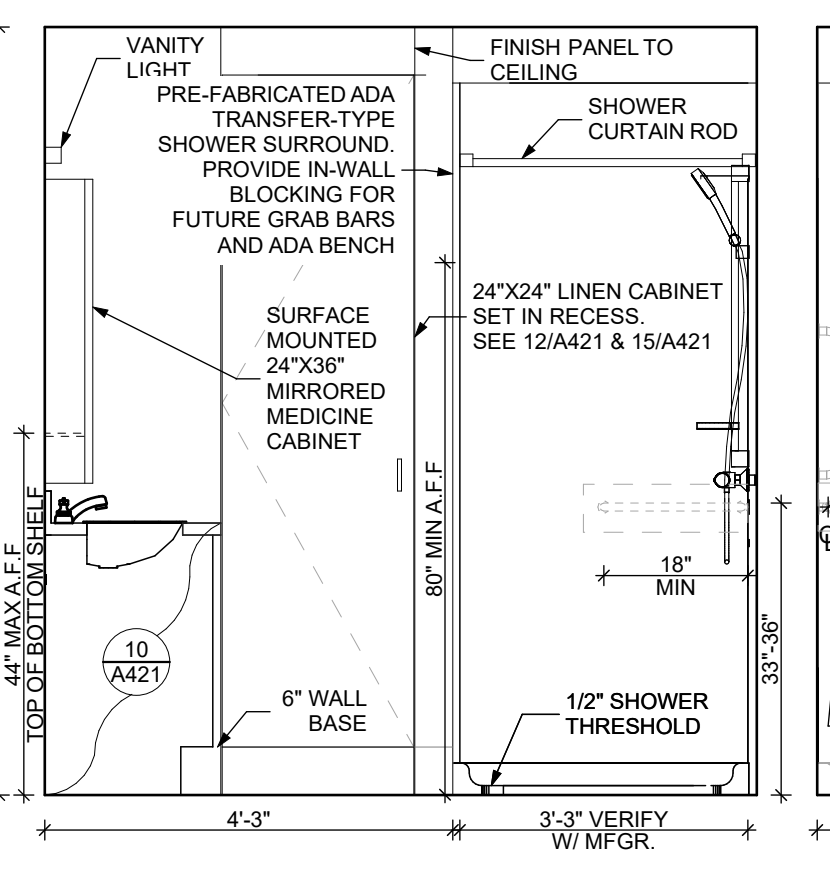 VANITY
LIGHT
FINISH PANEL TO
CEILING
PRE-FABRICATED ADA
TRANSFER-TYPE
SHOWER SURROUND.
PROVIDE IN-WALL
BLOCKING FOR
FUTURE GRAB BARS
AND ADA BENCH
SHOWER
CURTAIN ROD
24"X24" LINEN CABINET
SET IN RECESS.
SEE 12/A421 & 15/A421
SURFACE
MOUNTED
24"X36"
MIRRORED
MEDICINE
CABINET
44" MAX A.F.F
TOP OF BOTTOM SHELF
80" MIN A.F.F
18"
MIN
33"-36"
10
A421
6" WALL
BASE
1/2" SHOWER
THRESHOLD
4'-3"
3'-3" VERIFY
W/ MFGR.